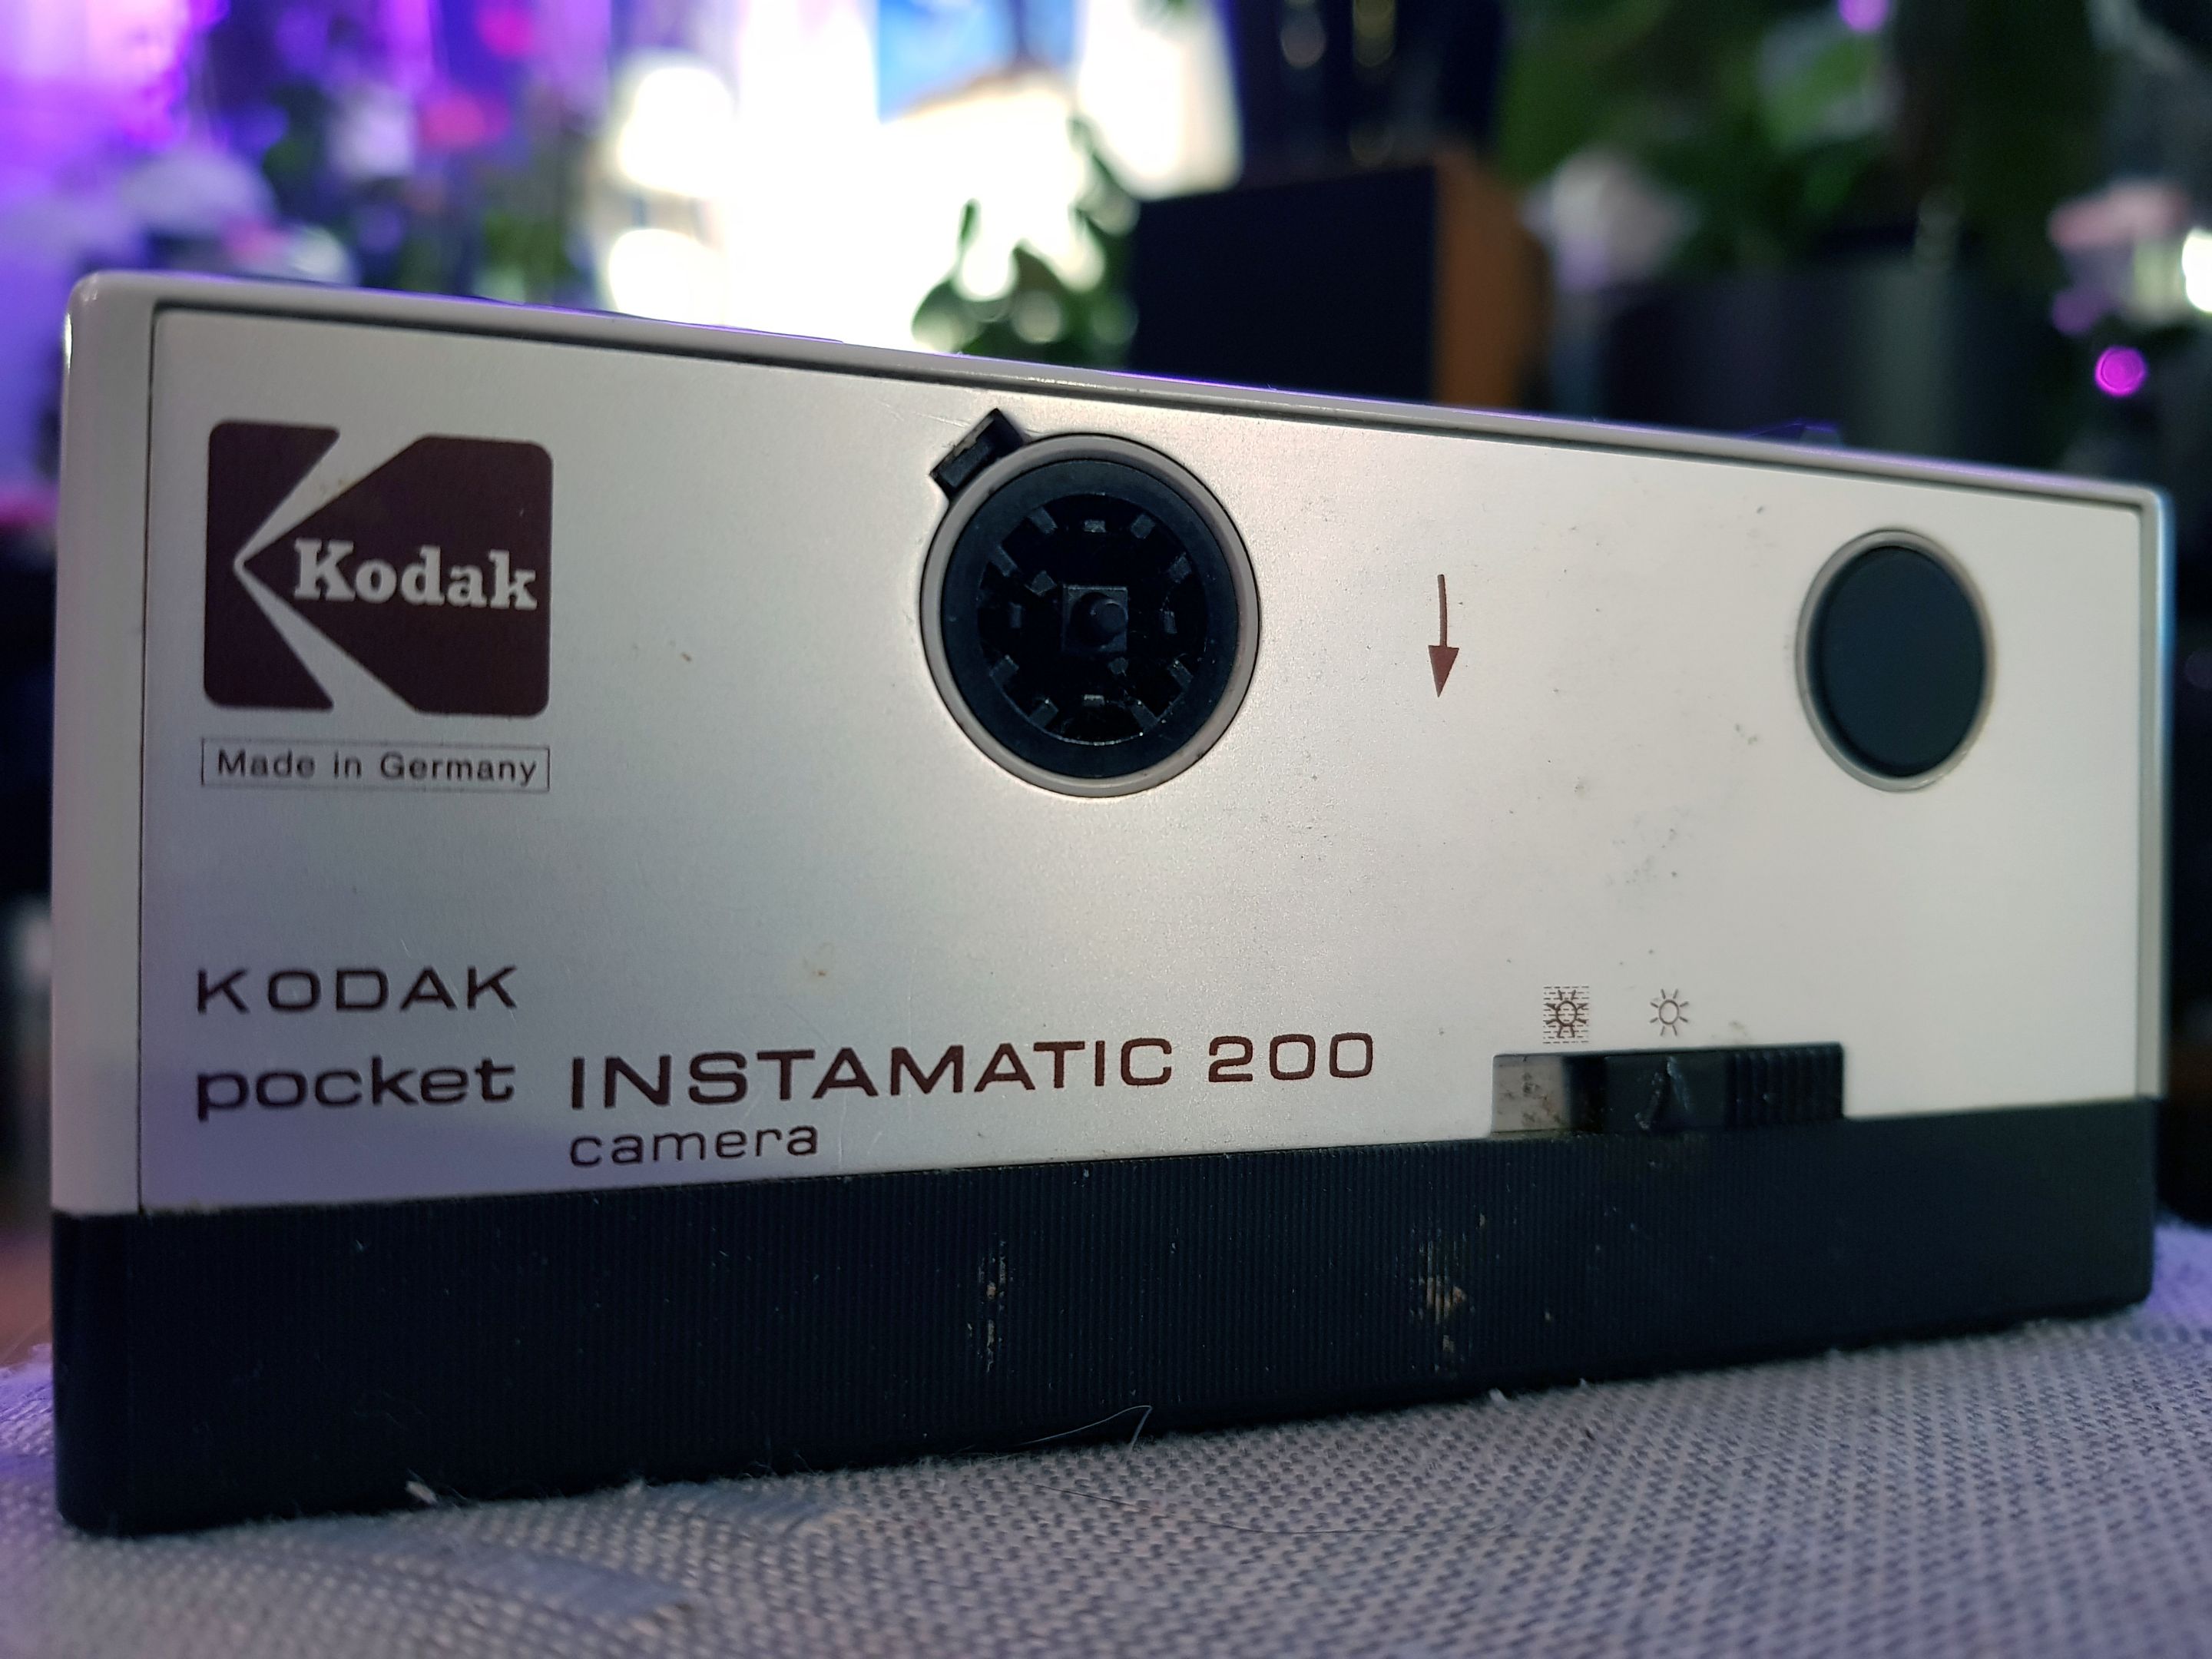 Kodak
Made in Germany
KODAK
pocket INSTAMATIC 200
camera